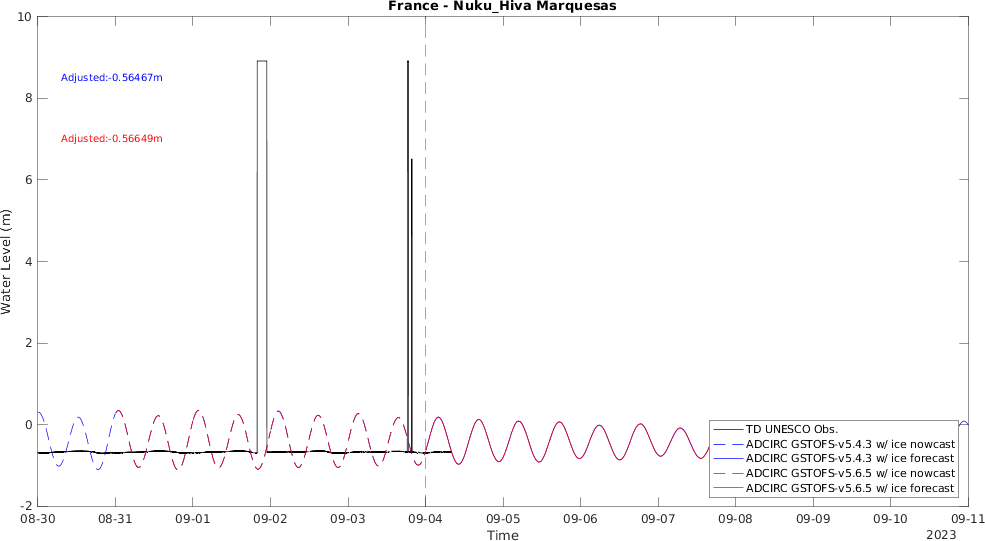 France - Nuku_Hiva Marquesas
10
8
6
4
2
0
-2
Water Level (m)
Adjusted:-0.56467m
Adjusted:-0.56649m
TD UNESCO Obs.
ADCIRC GSTOFS-v5.4.3 w/ ice nowcast
ADCIRC GSTOFS-v5.4.3 w/ ice forecast
ADCIRC GSTOFS-v5.6.5 w/ ice nowcast
ADCIRC GSTOFS-v5.6.5 w/ ice forecast
08-30 08-31 09-01 09-02 09-03 09-04 09-05 09-06 09-07 09-08 09-09 09-10 09-11
Time
2023